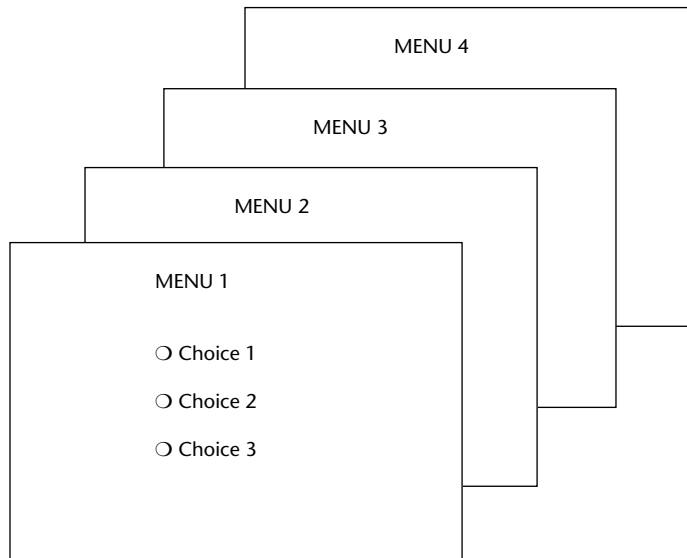 MENU 4
MENU 3
MENU 2
MENU 1
❍ Choice 1
❍ Choice 2
❍ Choice 3